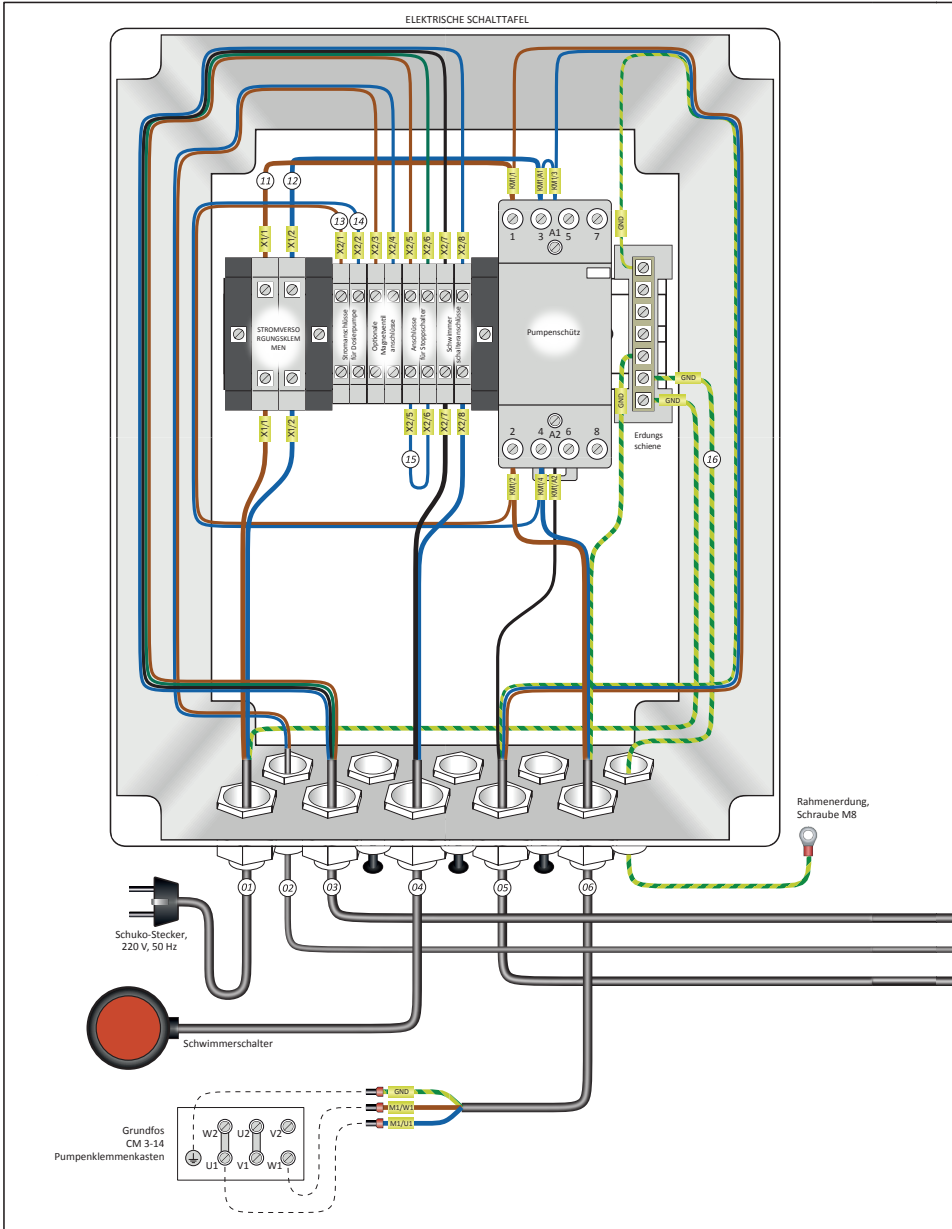 ELEKTRISCHE SCHALTTAFEL
11
12
13
14
X1/1
X1/2
X2/1
X2/2
X2/3
X2/4
X2/5
X2/6
X2/7
X2/8
KM1/1
KM1/A1
KM1/3
GND
1
3
A1
5
7
STROMVERSO
RGUNGSKLEM
MEN
Stromanschlüsse
für Dosierpumpe
Optionale
Magnetventil
anschlüsse
Anschlüsse
für Stoppschalter
Schwimmer
schalteranschlüsse
Pumpenschütz
GND
GND
GND
X1/1
X1/2
X2/5
X2/6
X2/7
X2/8
2
4
A2
6
8
Erdungs
schiene
15
16
KM1/2
KM1/4
KM1/A2
Rahmenerdung,
Schraube M8
01
02
03
04
05
06
Schuko-Stecker,
220 V, 50 Hz
Schwimmerschalter
GND
M1/W1
M1/U1
Grundfos
CM 3-14
Pumpenklemmenkasten
W2
U2
V2
U1
V1
W1